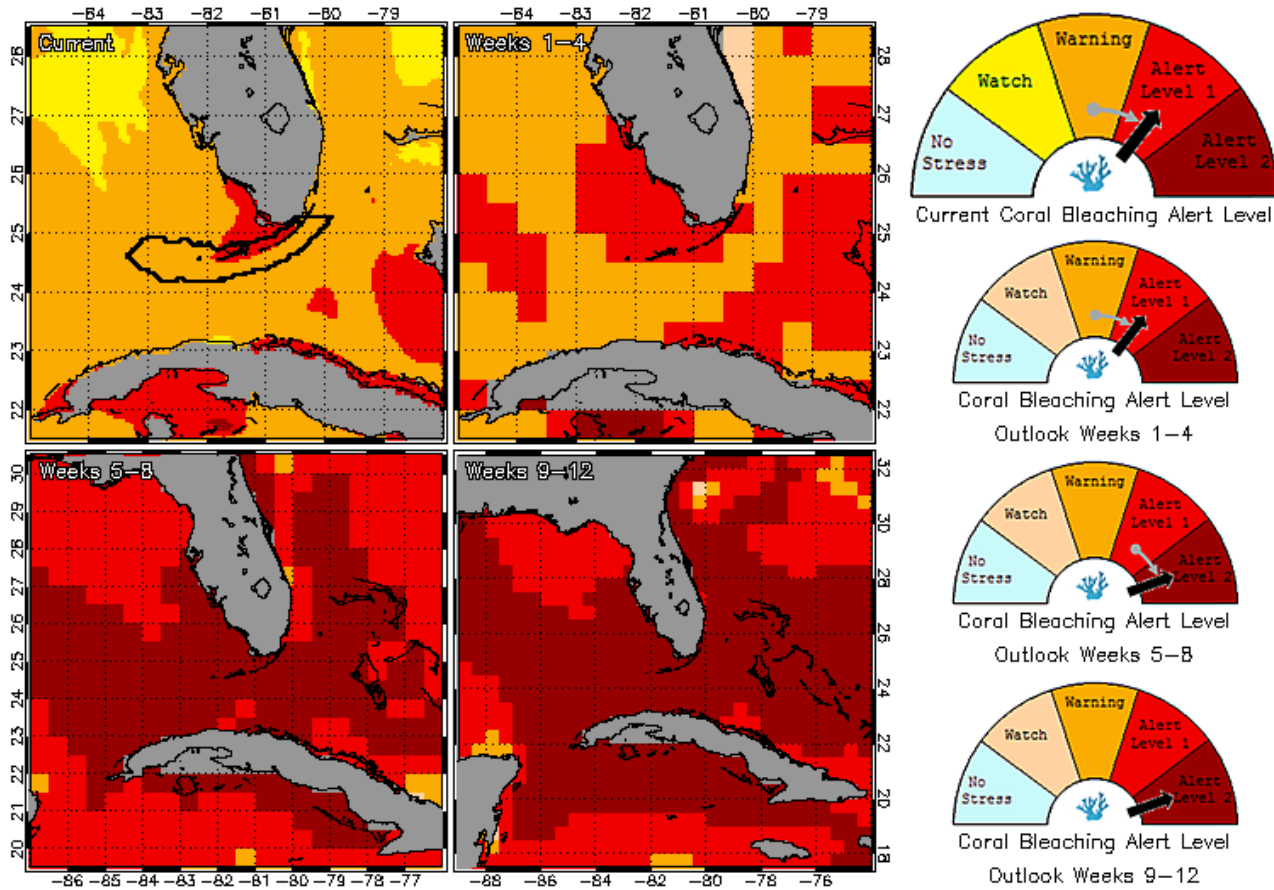 −84 −83 −82 −81 −80 −79
Current
28
27
26
25
24
23
22
−84 −83 −82 −81 −80 −79
Weeks 1−4
28
27
26
25
24
23
22
Weeks 5−8
30
29
28
27
26
25
24
23
22
21
20
−86 −85 −84 −83 −82 −81 −80 −79 −78 −77
Weeks 9−12
32
30
28
26
24
22
20
18
−88 −86 −84 −82 −80 −78 −76
No
Stress
Watch
Warning
Alert
Level 1
Alert
Level 2
Current Coral Bleaching Alert Level
No
Stress
Watch
Warning
Alert
Level 1
Alert
Level 2
Coral Bleaching Alert Level
Outlook Weeks 1−4
No
Stress
Watch
Warning
Alert
Level 1
Alert
Level 2
Coral Bleaching Alert Level
Outlook Weeks 5−8
No
Stress
Watch
Warning
Alert
Level 1
Alert
Level 2
Coral Bleaching Alert Level
Outlook Weeks 9−12